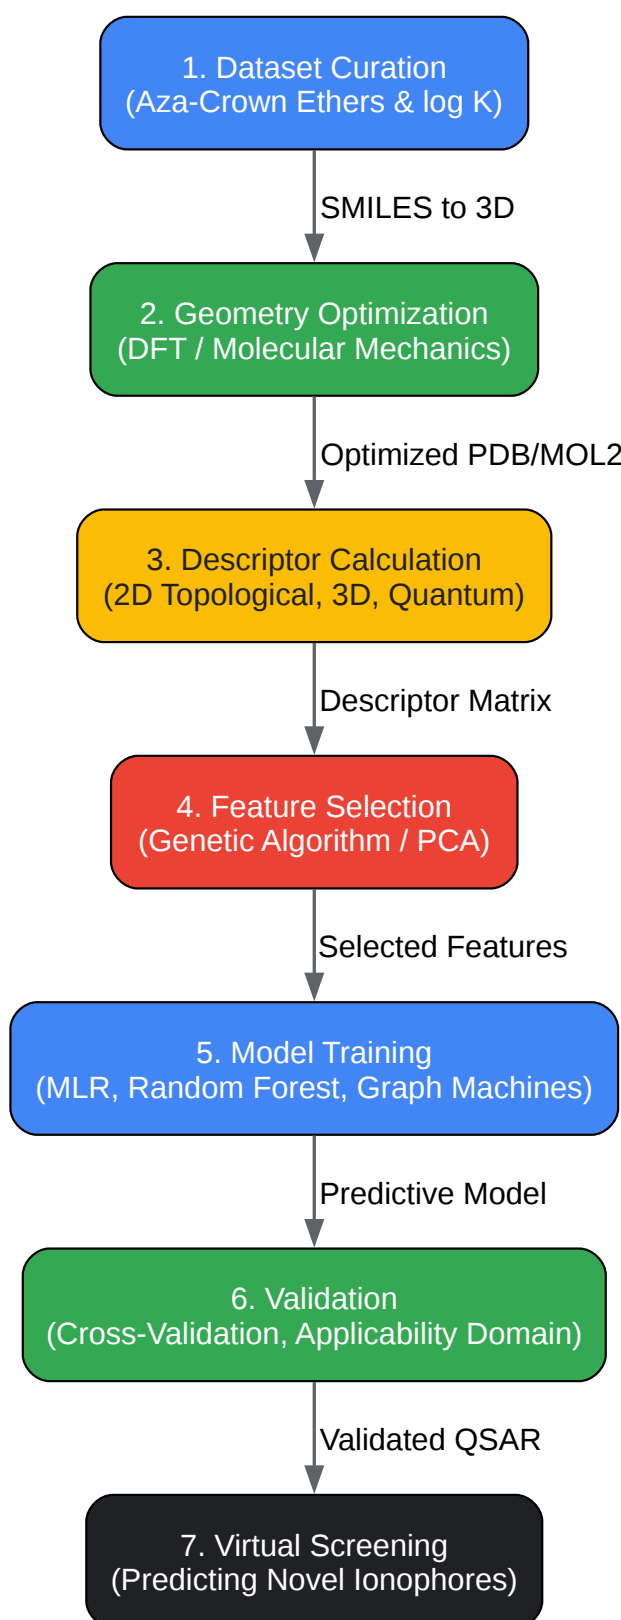 1. Dataset Curation
(Aza-Crown Ethers & log K)
SMILES to 3D
2. Geometry Optimization
(DFT / Molecular Mechanics)
Optimized PDB/MOL2
3. Descriptor Calculation
(2D Topological, 3D, Quantum)
Descriptor Matrix
4. Feature Selection
(Genetic Algorithm / PCA)
Selected Features
5. Model Training
(MLR, Random Forest, Graph Machines)
Predictive Model
6. Validation
(Cross-Validation, Applicability Domain)
Validated QSAR
7. Virtual Screening
(Predicting Novel Ionophores)